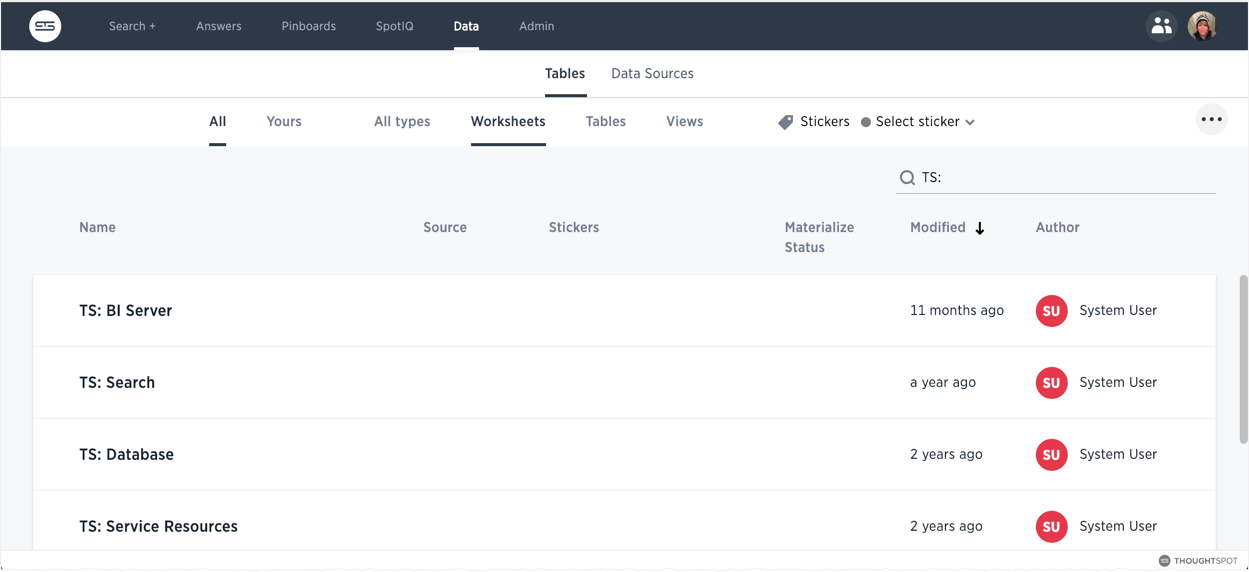 Search + Answers Pinboards SpotIQ Data Admin
Tables Data Sources
All Yours All types Worksheets Tables Views Stickers Select sticker
TS:
Name Source Stickers Materialize Status Modified Author
TS: BI Server 11 months ago SU System User
TS: Search a year ago SU System User
TS: Database 2 years ago SU System User
TS: Service Resources 2 years ago SU System User
THOUGHTSPOT